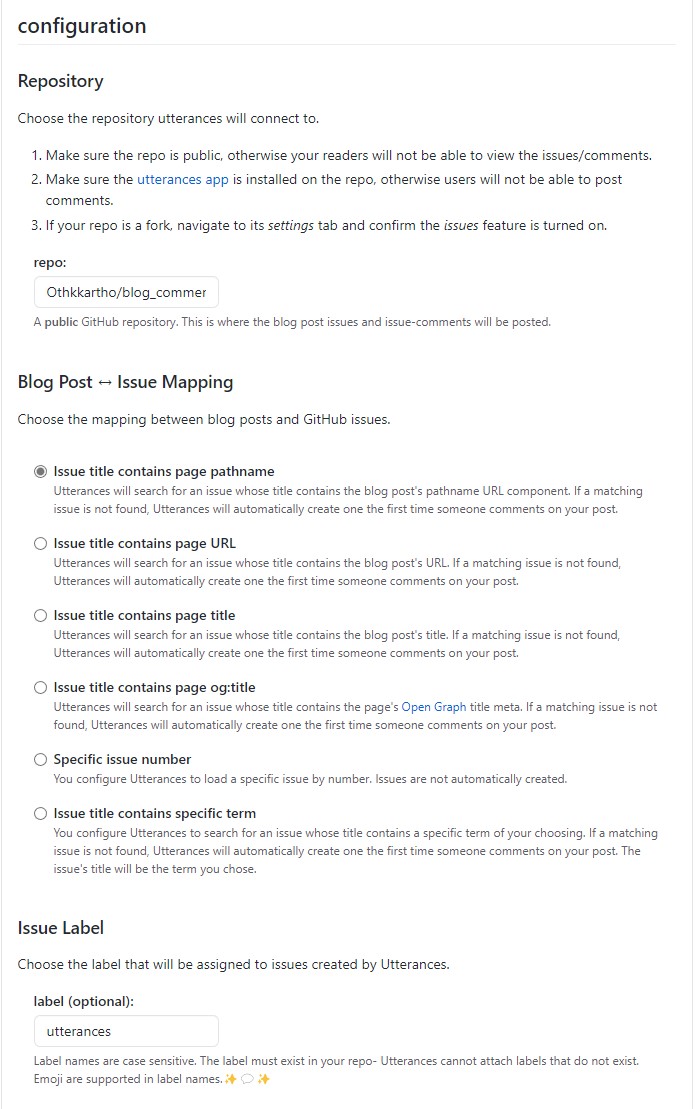 configuration
Repository
Choose the repository utterances will connect to.
1. Make sure the repo is public, otherwise your readers will not be able to view the issues/comments.
2. Make sure the utterances app is installed on the repo, otherwise users will not be able to post
comments.
3. If your repo is a fork, navigate to its settings tab and confirm the issues feature is turned on.
repo:
Othkkartho/blog_commer
A public GitHub repository. This is where the blog post issues and issue-comments will be posted.
Blog Post ↔ Issue Mapping
Choose the mapping between blog posts and GitHub issues.
Issue title contains page pathname
Utterances will search for an issue whose title contains the blog post's pathname URL component. If a matching
issue is not found, Utterances will automatically create one the first time someone comments on your post.
Issue title contains page URL
Utterances will search for an issue whose title contains the blog post's URL. If a matching issue is not found,
Utterances will automatically create one the first time someone comments on your post.
Issue title contains page title
Utterances will search for an issue whose title contains the blog post's title. If a matching issue is not found,
Utterances will automatically create one the first time someone comments on your post.
Issue title contains page og:title
Utterances will search for an issue whose title contains the page's Open Graph title meta. If a matching issue is not
found, Utterances will automatically create one the first time someone comments on your post.
Specific issue number
You configure Utterances to load a specific issue by number. Issues are not automatically created.
Issue title contains specific term
You configure Utterances to search for an issue whose title contains a specific term of your choosing. If a matching
issue is not found, Utterances will automatically create one the first time someone comments on your post. The
issue's title will be the term you chose.
Issue Label
Choose the label that will be assigned to issues created by Utterances.
label (optional):
utterances
Label names are case sensitive. The label must exist in your repo- Utterances cannot attach labels that do not exist.
Emoji are supported in label names.✨💬✨